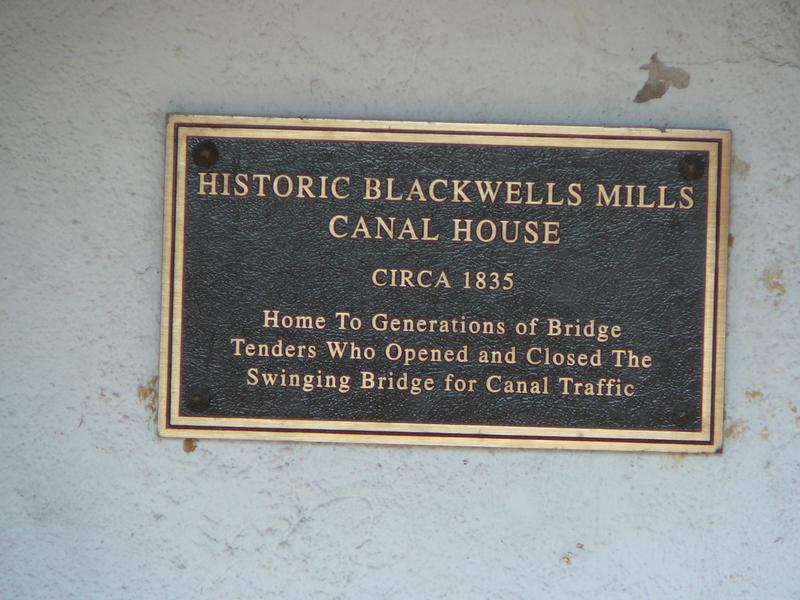 HISTORIC BLACKWELLS MILLS
CANAL HOUSE
CIRCA 1835
Home To Generations of Bridge
Tenders Who Opened and Closed The
Swinging Bridge for Canal Traffic